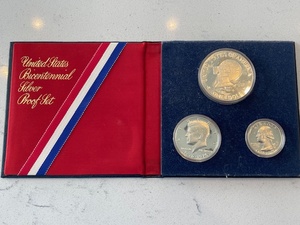 United States
Bicentennial
Silver
Proof Set